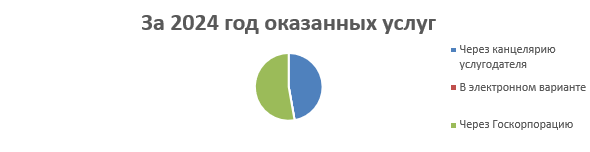 За 2024 год оказанных услуг
Через канцелярию
услугодателя
В электронном варианте
Через Госкорпорацию